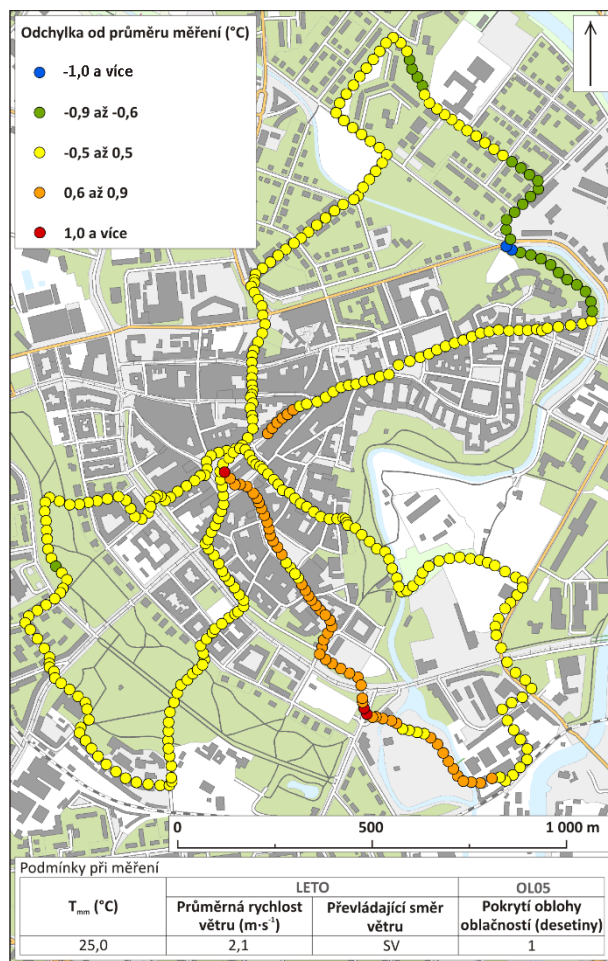 Odchylka od průměru měření (°C)
-1,0 a více
-0,9 až -0,6
-0,5 až 0,5
0,6 až 0,9
1,0 a více
0 500 1 000 m
Podmínky při měření
LETO OL05
Tmm (°C) Průměrná rychlost větru (m·s⁻¹) Převládající směr větru Pokrytí oblohy oblačností (desetiny)
25,0 2,1 SV 1